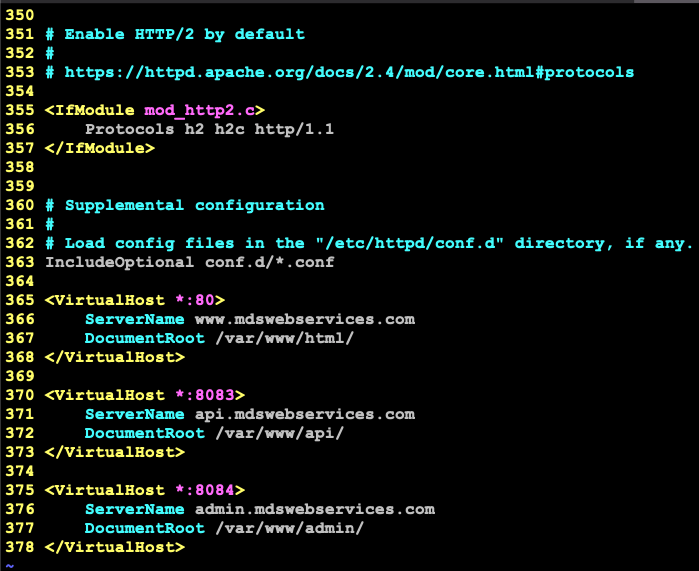 350
351 # Enable HTTP/2 by default
352 #
353 # https://httpd.apache.org/docs/2.4/mod/core.html#protocols
354
355 <IfModule mod_http2.c>
356     Protocols h2 h2c http/1.1
357 </IfModule>
358
359
360 # Supplemental configuration
361 #
362 # Load config files in the "/etc/httpd/conf.d" directory, if any.
363 IncludeOptional conf.d/*.conf
364
365 <VirtualHost *:80>
366     ServerName www.mdswebservices.com
367     DocumentRoot /var/www/html/
368 </VirtualHost>
369
370 <VirtualHost *:8083>
371     ServerName api.mdswebservices.com
372     DocumentRoot /var/www/api/
373 </VirtualHost>
374
375 <VirtualHost *:8084>
376     ServerName admin.mdswebservices.com
377     DocumentRoot /var/www/admin/
378 </VirtualHost>
~